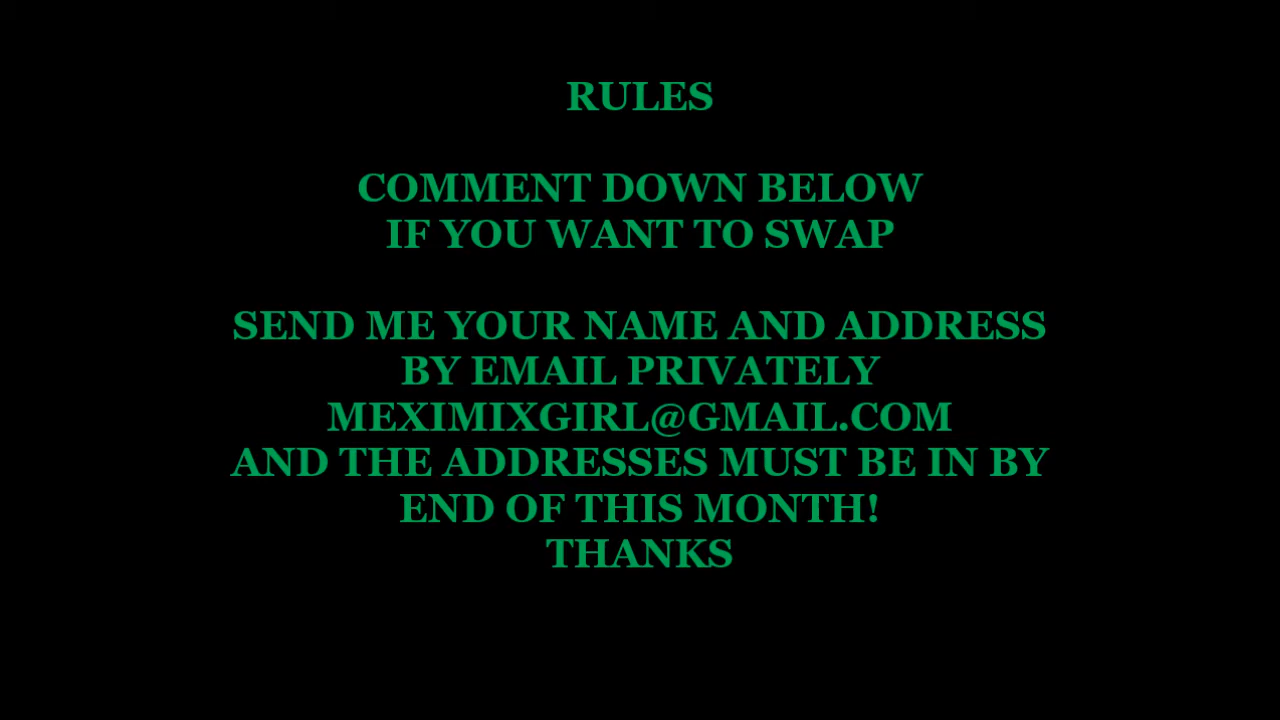 RULES
COMMENT DOWN BELOW
IF YOU WANT TO SWAP
SEND ME YOUR NAME AND ADDRESS
BY EMAIL PRIVATELY
MEXIMIXGIRL@GMAIL.COM
AND THE ADDRESSES MUST BE IN BY
END OF THIS MONTH!
THANKS